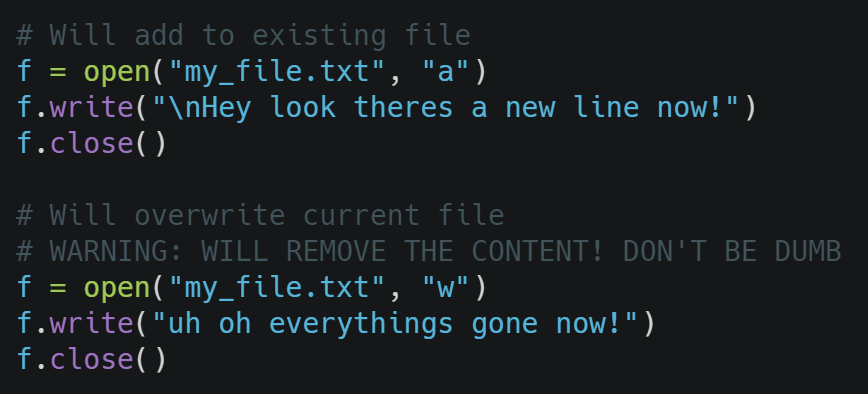 # Will add to existing file
f = open("my_file.txt", "a")
f.write("\nHey look theres a new line now!")
f.close()

# Will overwrite current file
# WARNING: WILL REMOVE THE CONTENT! DON'T BE DUMB
f = open("my_file.txt", "w")
f.write("uh oh everythings gone now!")
f.close()